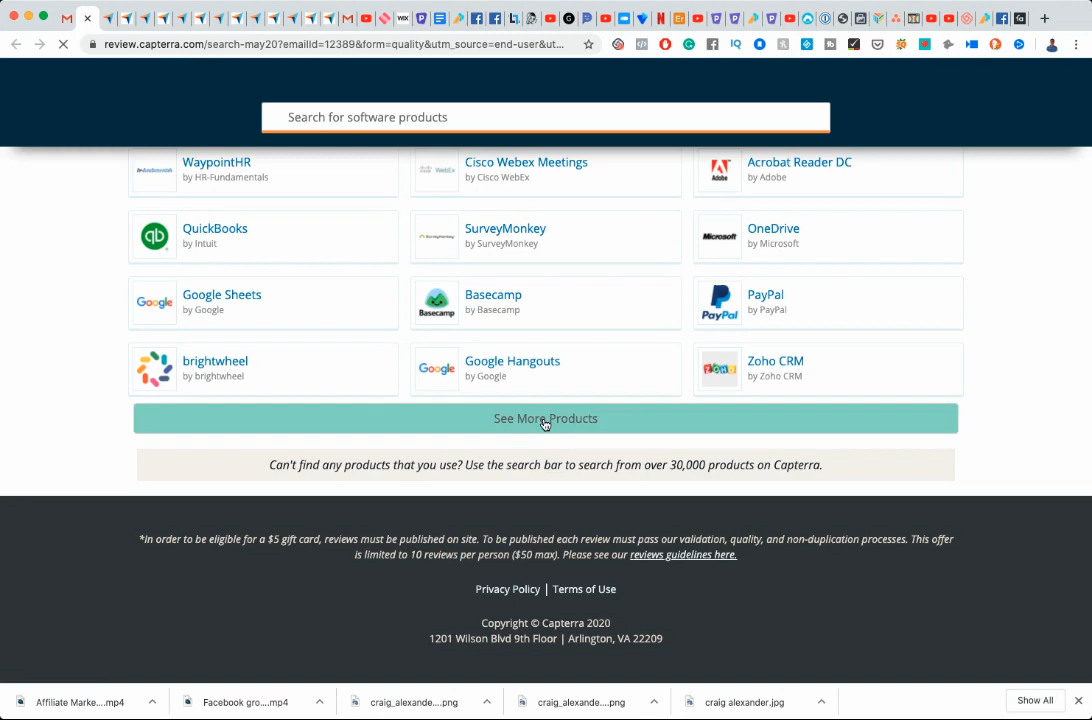 review.capterra.com/search-may20?emailId=12389&form=quality&utm_source=end-user&ut...
Search for software products
WaypointHR
by HR-Fundamentals
Cisco Webex Meetings
by Cisco WebEx
Acrobat Reader DC
by Adobe
QuickBooks
by Intuit
SurveyMonkey
by SurveyMonkey
OneDrive
by Microsoft
Google Sheets
by Google
Basecamp
by Basecamp
PayPal
by PayPal
brightwheel
by brightwheel
Google Hangouts
by Google
Zoho CRM
by Zoho CRM
See More Products
Can't find any products that you use? Use the search bar to search from over 30,000 products on Capterra.
*In order to be eligible for a $5 gift card, reviews must be published on site. To be published each review must pass our validation, quality, and non-duplication processes. This offer
is limited to 10 reviews per person ($50 max). Please see our reviews guidelines here.
Privacy Policy | Terms of Use
Copyright © Capterra 2020
1201 Wilson Blvd 9th Floor | Arlington, VA 22209
Affiliate Marke....mp4
Facebook gro....mp4
craig_alexande....png
craig_alexande....png
craig alexander.jpg
Show All